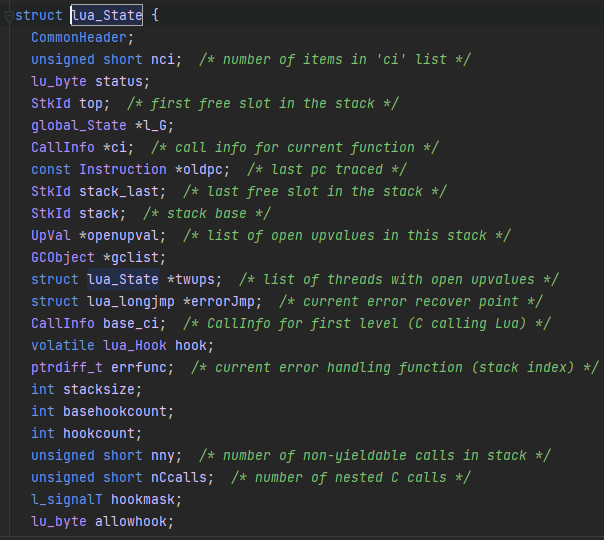 struct lua_State {
CommonHeader;
unsigned short nci;  /* number of items in 'ci' list */
lu_byte status;
StkId top;  /* first free slot in the stack */
global_State *l_G;
CallInfo *ci;  /* call info for current function */
const Instruction *oldpc;  /* last pc traced */
StkId stack_last;  /* last free slot in the stack */
StkId stack;  /* stack base */
UpVal *openupval;  /* list of open upvalues in this stack */
GCObject *gclist;
struct lua_State *twups;  /* list of threads with open upvalues */
struct lua_longjmp *errorJmp;  /* current error recover point */
CallInfo base_ci;  /* CallInfo for first level (C calling Lua) */
volatile lua_Hook hook;
ptrdiff_t errfunc;  /* current error handling function (stack index) */
int stacksize;
int basehookcount;
int hookcount;
unsigned short nny;  /* number of non-yieldable calls in stack */
unsigned short nCcalls;  /* number of nested C calls */
l_signalT hookmask;
lu_byte allowhook;